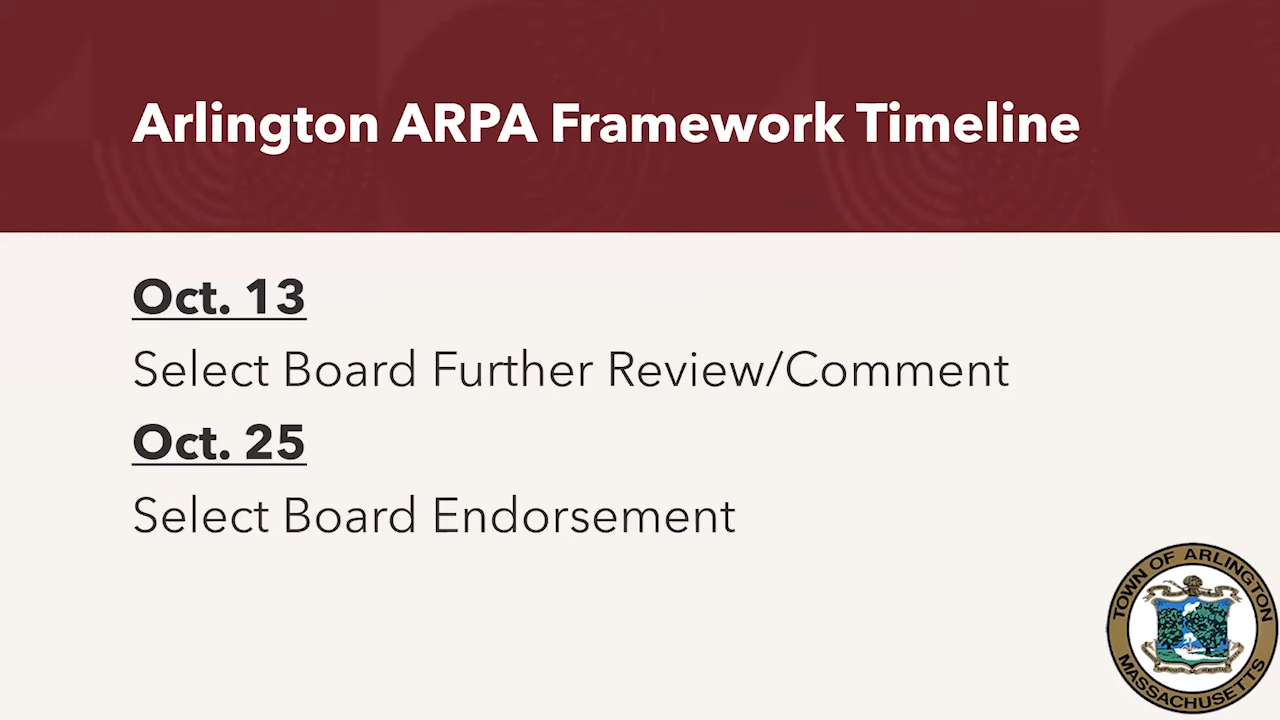 Arlington ARPA Framework Timeline
Oct. 13
Select Board Further Review/Comment
Oct. 25
Select Board Endorsement
TOWN OF ARLINGTON
MASSACHUSETTS